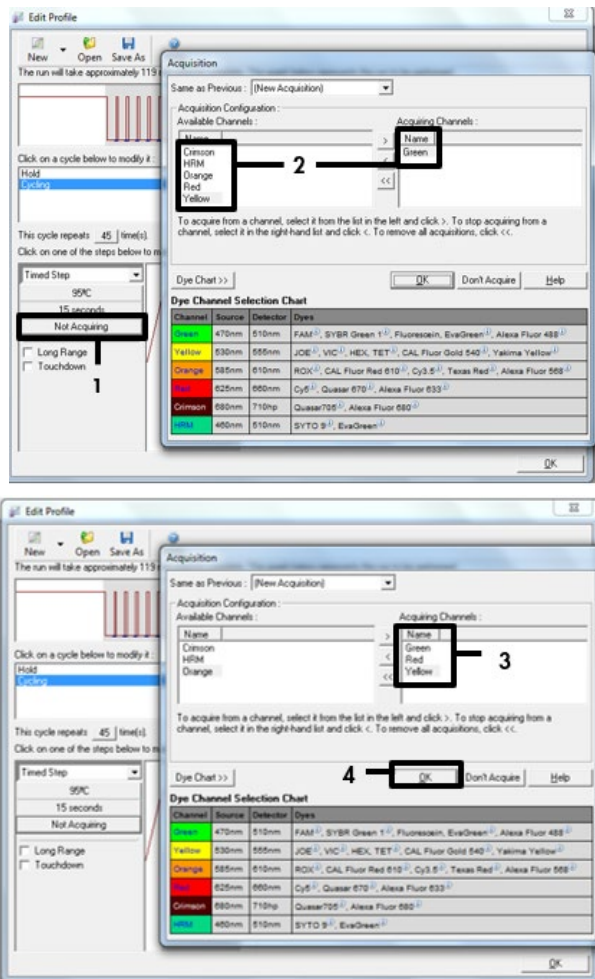 Edit Profile
New Open Save As
The run will take approximately 119
Click on a cycle below to modify it :
Hold
Cycling
This cycle repeats 45 time(s).
Click on one of the steps below to m
Timed Step
95ºC
15 seconds
Not Acquiring
Long Range
Touchdown
1
Acquisition
Same as Previous : (New Acquisition)
Acquisition Configuration :
Available Channels :
Acquiring Channels :
Name
Crimson
HRM
Orange
Red
Yellow
2
>
<<
Name
Green
To acquire from a channel, select it from the list in the left and click >. To stop acquiring from a
channel, select it in the right-hand list and click <. To remove all acquisitions, click <<.
Dye Chart >> OK Don't Acquire Help
Dye Channel Selection Chart
Channel Source Detector Dyes
Green 470nm 510nm FAM, SYBR Green 1, Fluorescein, EvaGreen, Alexa Fluor 488
Yellow 530nm 555nm JOE, VIC, HEX, TET, CAL Fluor Gold 540, Yakima Yellow
Orange 585nm 610nm ROX, CAL Fluor Red 610, Cy3.5, Texas Red, Alexa Fluor 568
Red 625nm 660nm Cy5, Quasar 670, Alexa Fluor 633
Crimson 680nm 710hp Quasar705, Alexa Fluor 680
HRM 460nm 510nm SYTO 9, EvaGreen
OK
Edit Profile
New Open Save As
The run will take approximately 119
Click on a cycle below to modify it :
Hold
Cycling
This cycle repeats 45 time(s).
Click on one of the steps below to m
Timed Step
95ºC
15 seconds
Not Acquiring
Long Range
Touchdown
Acquisition
Same as Previous : (New Acquisition)
Acquisition Configuration :
Available Channels :
Acquiring Channels :
Name
Crimson
HRM
Orange
>
<
<<
Name
Green
Red
Yellow
3
To acquire from a channel, select it from the list in the left and click >. To stop acquiring from a
channel, select it in the right-hand list and click <. To remove all acquisitions, click <<.
4
Dye Chart >> OK Don't Acquire Help
Dye Channel Selection Chart
Channel Source Detector Dyes
Green 470nm 510nm FAM, SYBR Green 1, Fluorescein, EvaGreen, Alexa Fluor 488
Yellow 530nm 555nm JOE, VIC, HEX, TET, CAL Fluor Gold 540, Yakima Yellow
Orange 585nm 610nm ROX, CAL Fluor Red 610, Cy3.5, Texas Red, Alexa Fluor 568
Red 625nm 660nm Cy5, Quasar 670, Alexa Fluor 633
Crimson 680nm 710hp Quasar705, Alexa Fluor 680
HRM 460nm 510nm SYTO 9, EvaGreen
OK